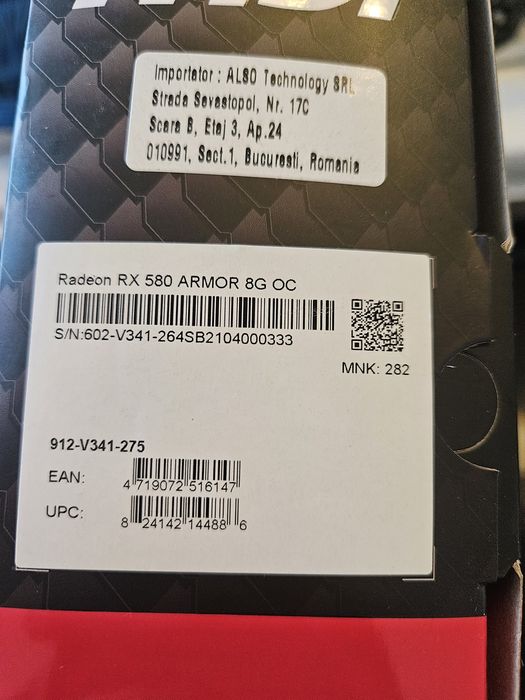 Importator : ALSO Technology SRL
Strada Sevastopol, Nr. 17C
Scara B, Etaj 3, Ap.24
010991, Sect.1, Bucuresti, Romania
Radeon RX 580 ARMOR 8G OC
S/N:602-V341-264SB2104000333
MNK: 282
912-V341-275
EAN:
4 719072 516147
UPC:
8 24142 14488 6